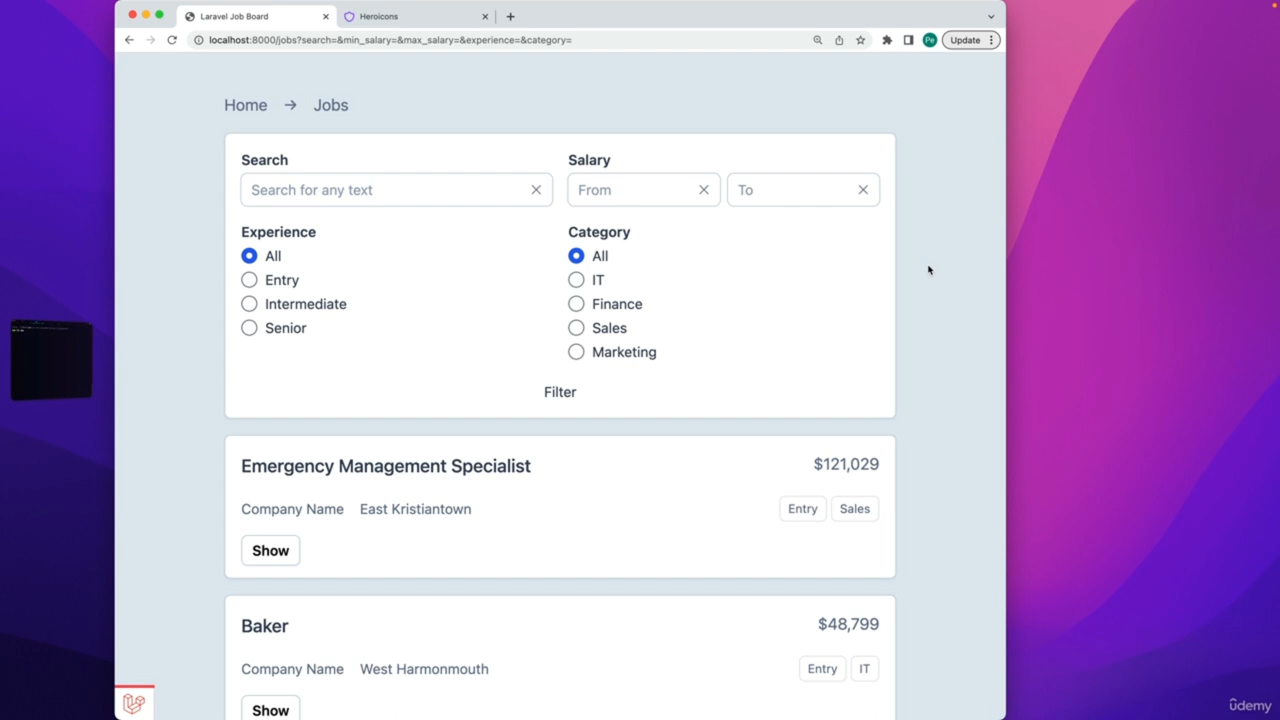 Laravel Job Board
Heroicons
localhost:8000/jobs?search=&min_salary=&max_salary=&experience=&category=
Pe
Update
Home → Jobs
Search
Salary
Search for any text
From
To
Experience
Category
All
All
Entry
IT
Intermediate
Finance
Senior
Sales
Marketing
Filter
Emergency Management Specialist
$121,029
Company Name East Kristiantown
Entry
Sales
Show
Baker
$48,799
Company Name West Harmonmouth
Entry
IT
Show
ûdemy